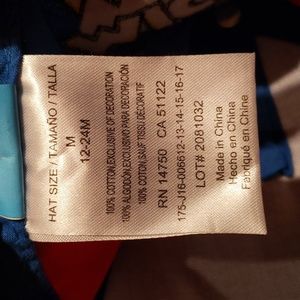 HAT SIZE / TAMAÑO / TALLA
M
12-24M
100% COTTON EXCLUSIVE OF DECORATION
100% ALGODON EXCLUSIVO PARA DECORACIÓN
100% COTON SAUF TISSU DÉCORATIF
RN 14750 CA 51122
175-J16-006612-13-14-15-16-17
LOT# 2081032
Made in China
Hecho en China
Fabriqué en Chine